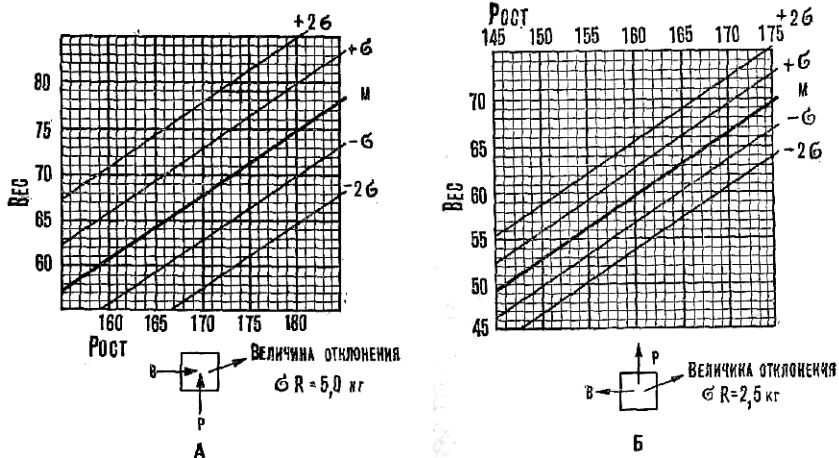 +2σ
+σ
М
-σ
-2σ
85
80
75
70
65
60
Вес
160 165 170 175 180
Рост
В
Р
Величина отклонения
σ R = 5,0 кг
А
Рост
145 150 155 160 165 170 175
+2σ
+σ
М
-σ
-2σ
70
65
60
55
50
45
Вес
Р
В
Величина отклонения
σ R=2,5 кг
Б